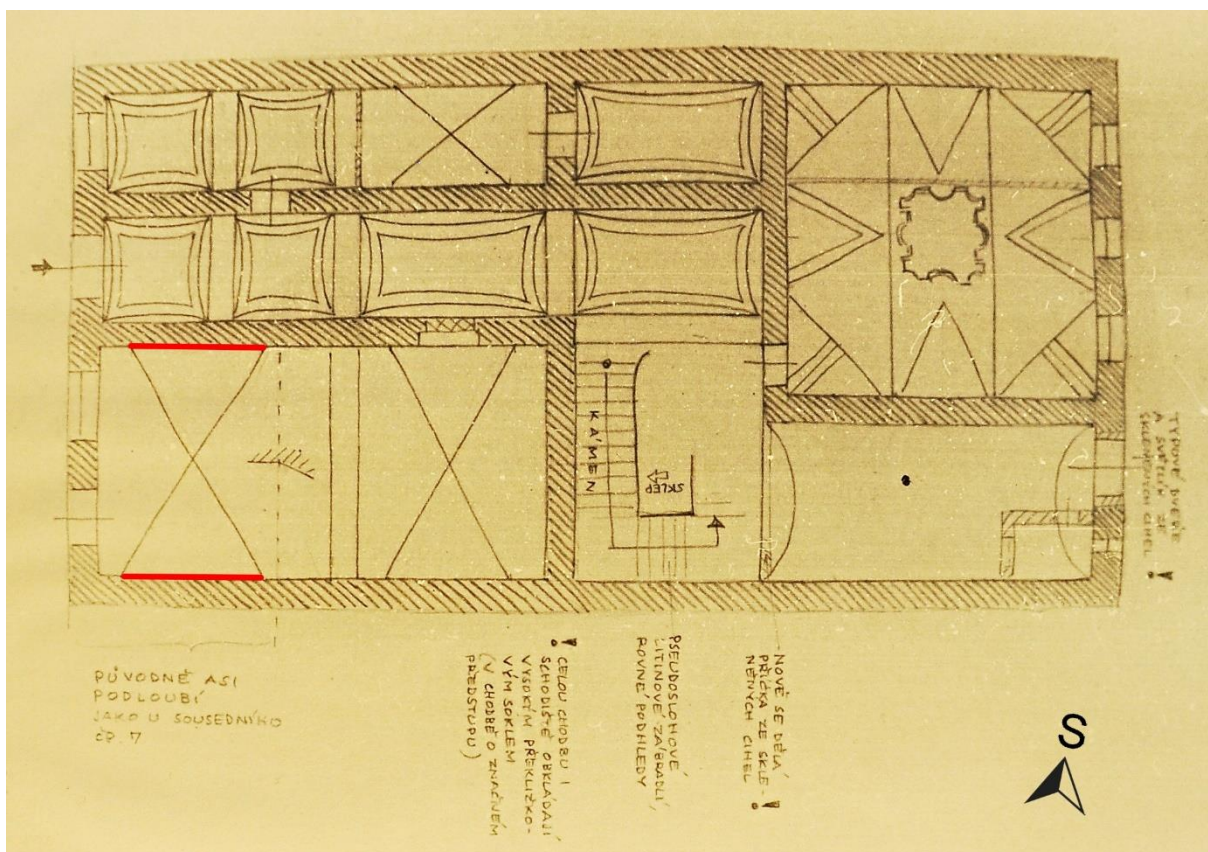 KÁMEN
SKLEP
TYPOVÉ DVEŘE
A SVĚTLÍK ZE
SKLENĚNÝCH CIHEL !
PŮVODNĚ ASI
PODLOUBÍ
JAKO U SOUSEDNÍHO
ČP. 7
! CELOU CHODBU I
SCHODIŠTĚ OBKLÁDAJÍ
VYSOKÝM PŘEKLIŽKO-
VÝM SOKLEM
(V CHODBĚ O ZNAČNÉM
PŘEDSTUPU)
PSEUDOSLOHOVÉ
LITINOVÉ ZÁBRADLÍ,
ROVNÉ PODHLEDY
NOVĚ SE DĚLÁ
PŘÍČKA ZE SKLE- !
NĚNÝCH CIHEL
S